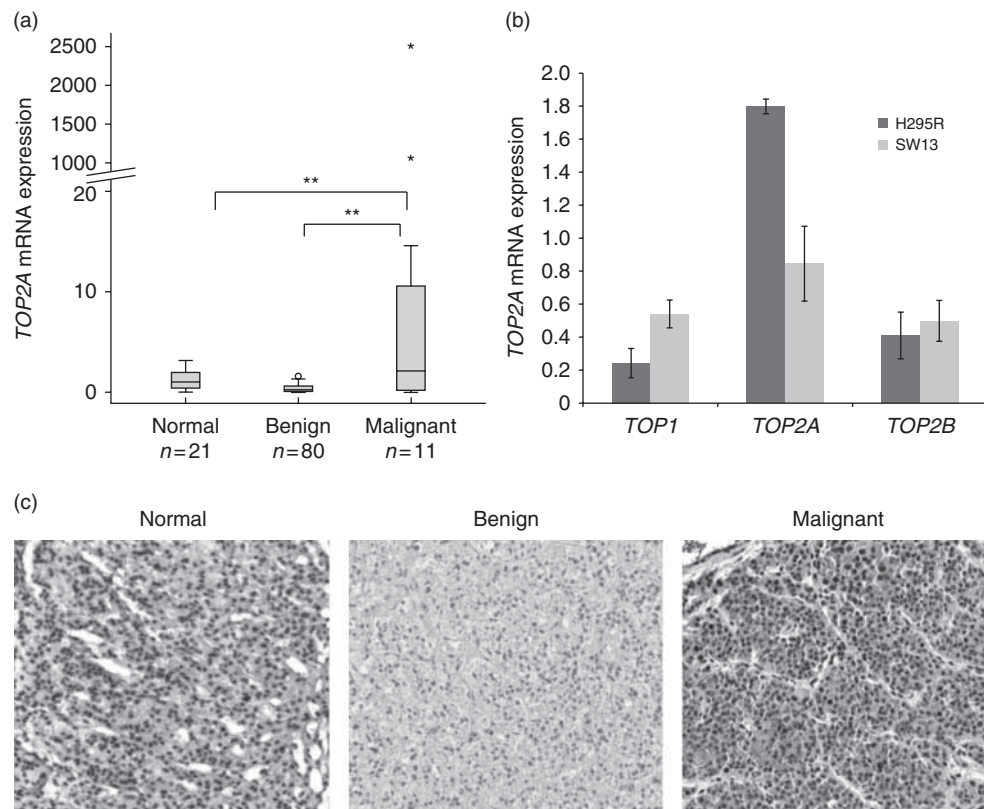 (a)
TOP2A mRNA expression
2500
2000
1500
1000
20
10
0
**
**
*
*
Normal
n=21
Benign
n=80
Malignant
n=11
(b)
TOP2A mRNA expression
2.0
1.8
1.6
1.4
1.2
1.0
0.8
0.6
0.4
0.2
0
H295R
SW13
TOP1
TOP2A
TOP2B
(c)
Normal
Benign
Malignant